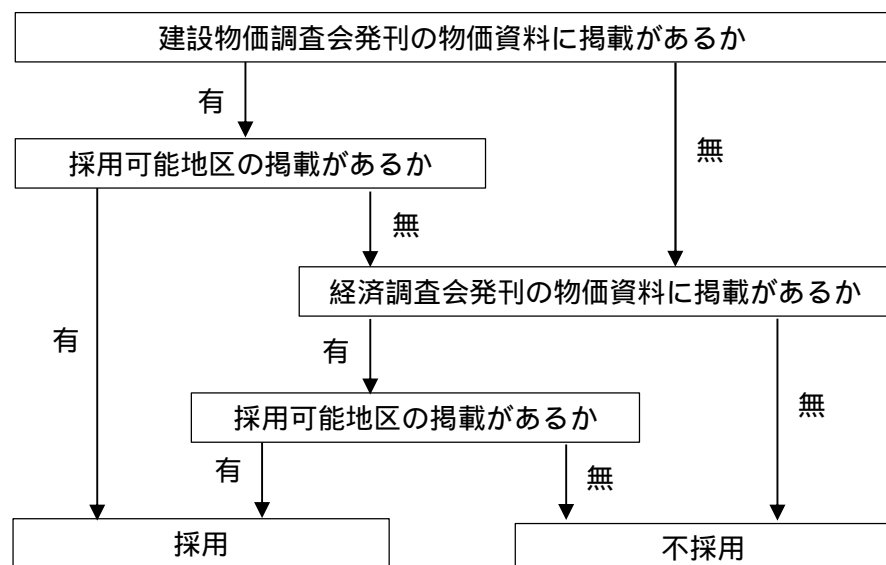 建設物価調査会発刊の物価資料に掲載があるか
有
採用可能地区の掲載があるか
無
無
経済調査会発刊の物価資料に掲載があるか
有
有
採用可能地区の掲載があるか
無
有
無
採用
不採用